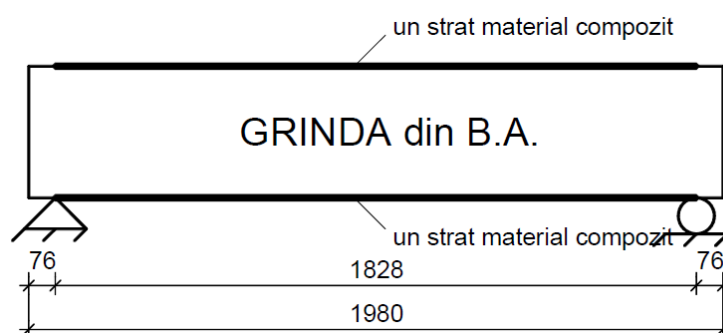 un strat material compozit
GRINDA din B.A.
un strat material compozit
76 1828 76
1980